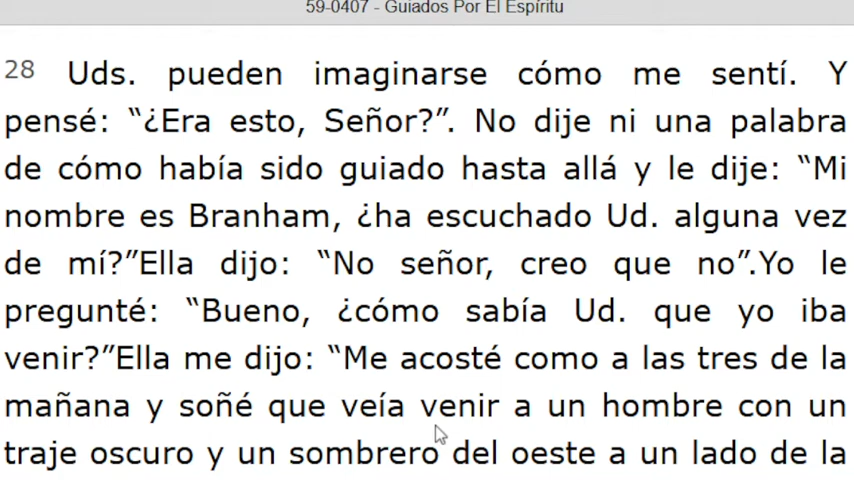 59-0407 - Guiados Por El Espíritu
28 Uds. pueden imaginarse cómo me sentí. Y
pensé: “¿Era esto, Señor?”. No dije ni una palabra
de cómo había sido guiado hasta allá y le dije: “Mi
nombre es Branham, ¿ha escuchado Ud. alguna vez
de mí?”Ella dijo: “No señor, creo que no”.Yo le
pregunté: “Bueno, ¿cómo sabía Ud. que yo iba
venir?”Ella me dijo: “Me acosté como a las tres de la
mañana y soñé que veía venir a un hombre con un
traje oscuro y un sombrero del oeste a un lado de la